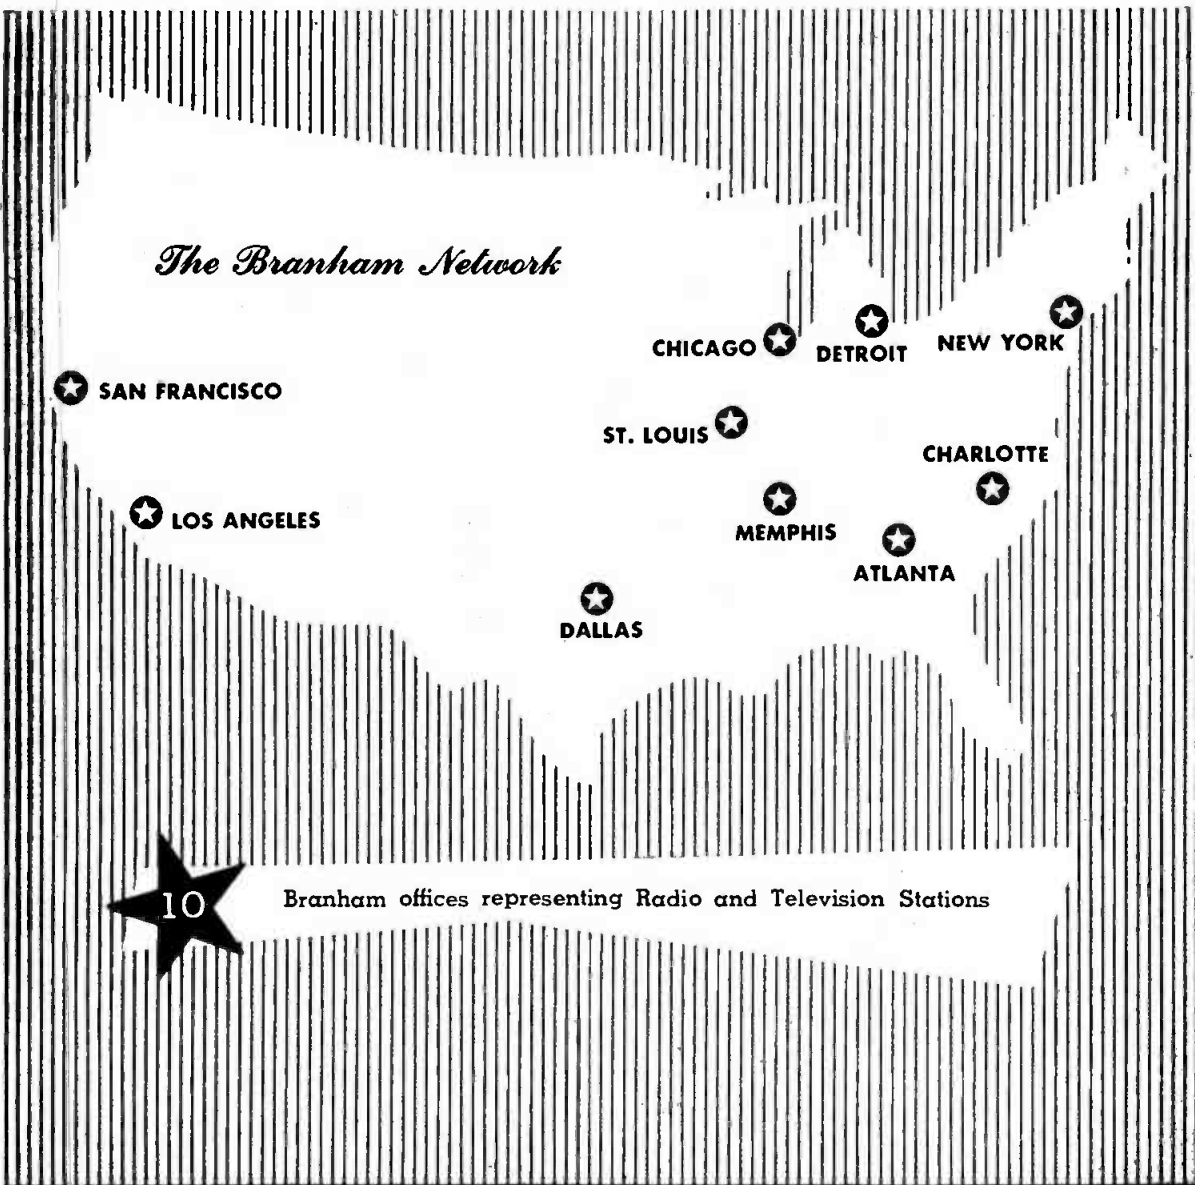 The Branham Network
CHICAGO
DETROIT
NEW YORK
SAN FRANCISCO
ST. LOUIS
CHARLOTTE
LOS ANGELES
MEMPHIS
ATLANTA
DALLAS
10
Branham offices representing Radio and Television Stations